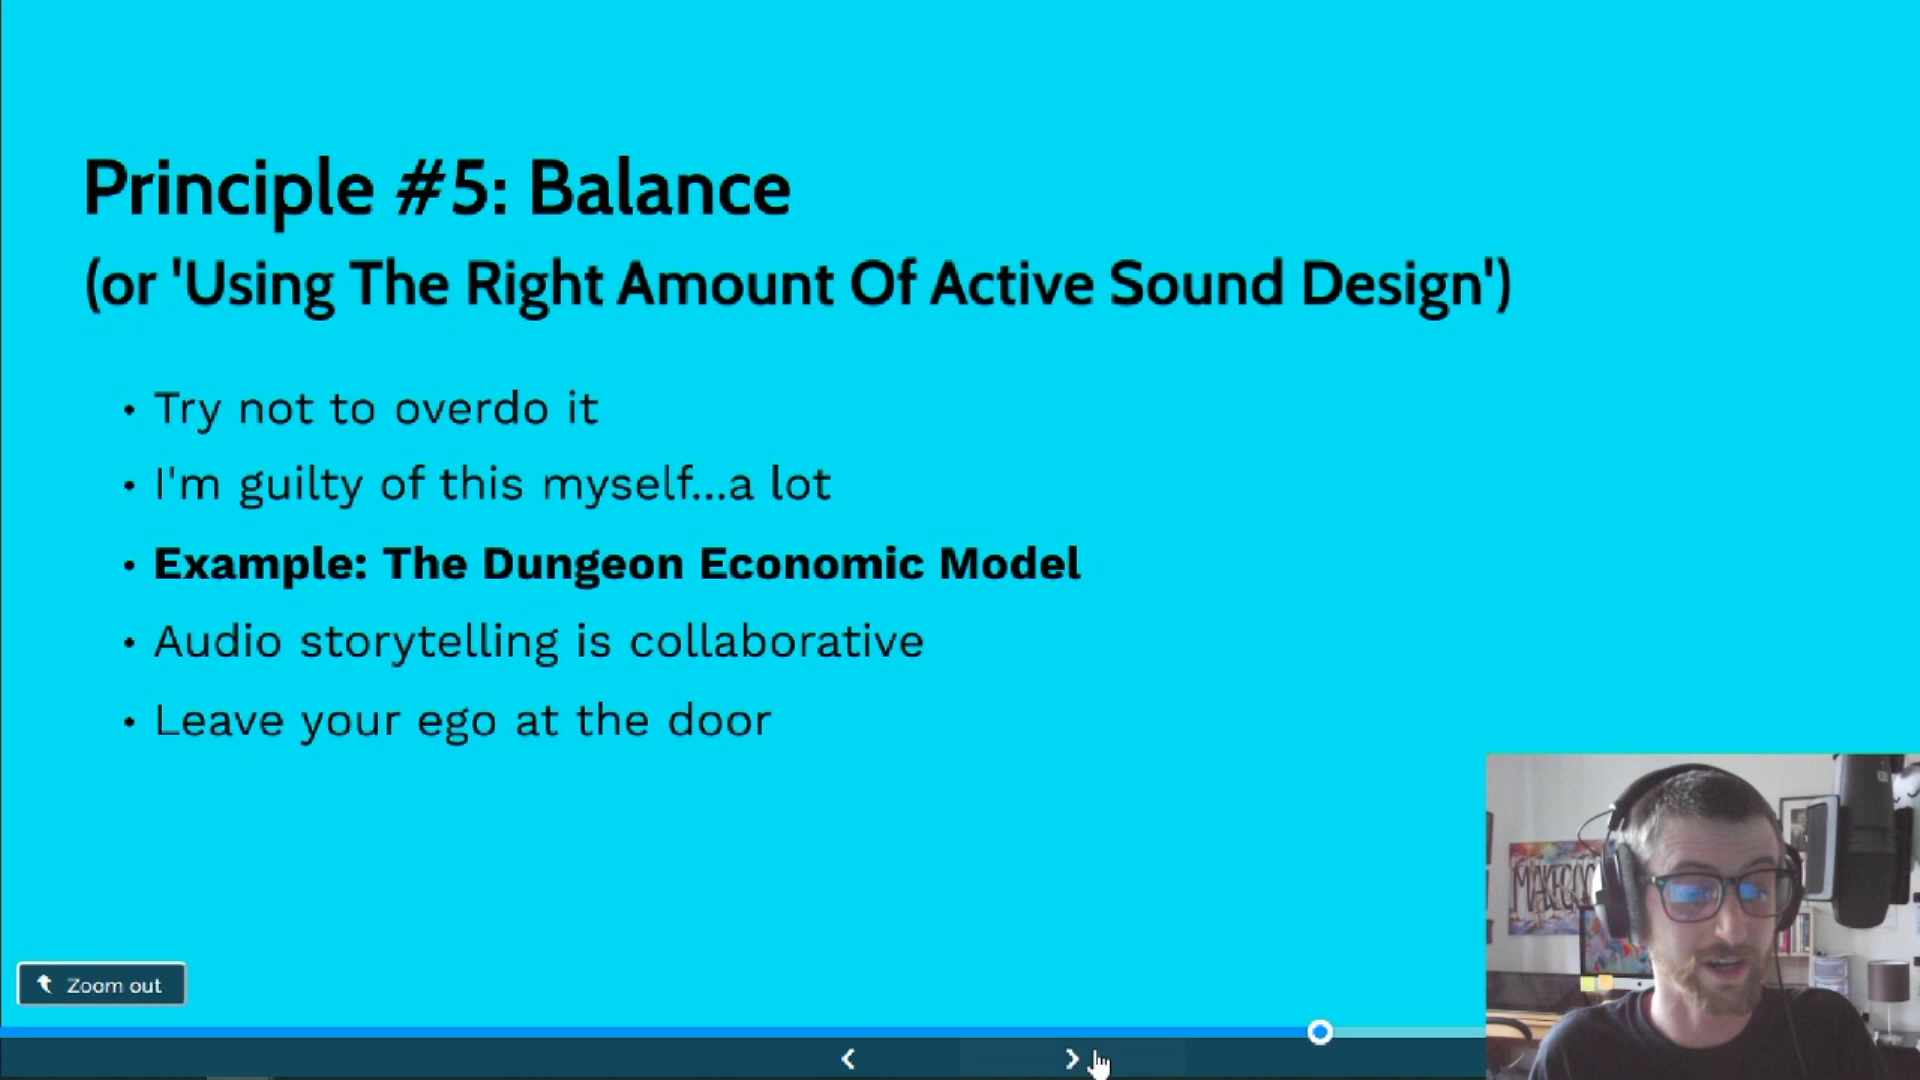 Principle #5: Balance
(or 'Using The Right Amount Of Active Sound Design')
• Try not to overdo it
• I'm guilty of this myself...a lot
• Example: The Dungeon Economic Model
• Audio storytelling is collaborative
• Leave your ego at the door
Zoom out